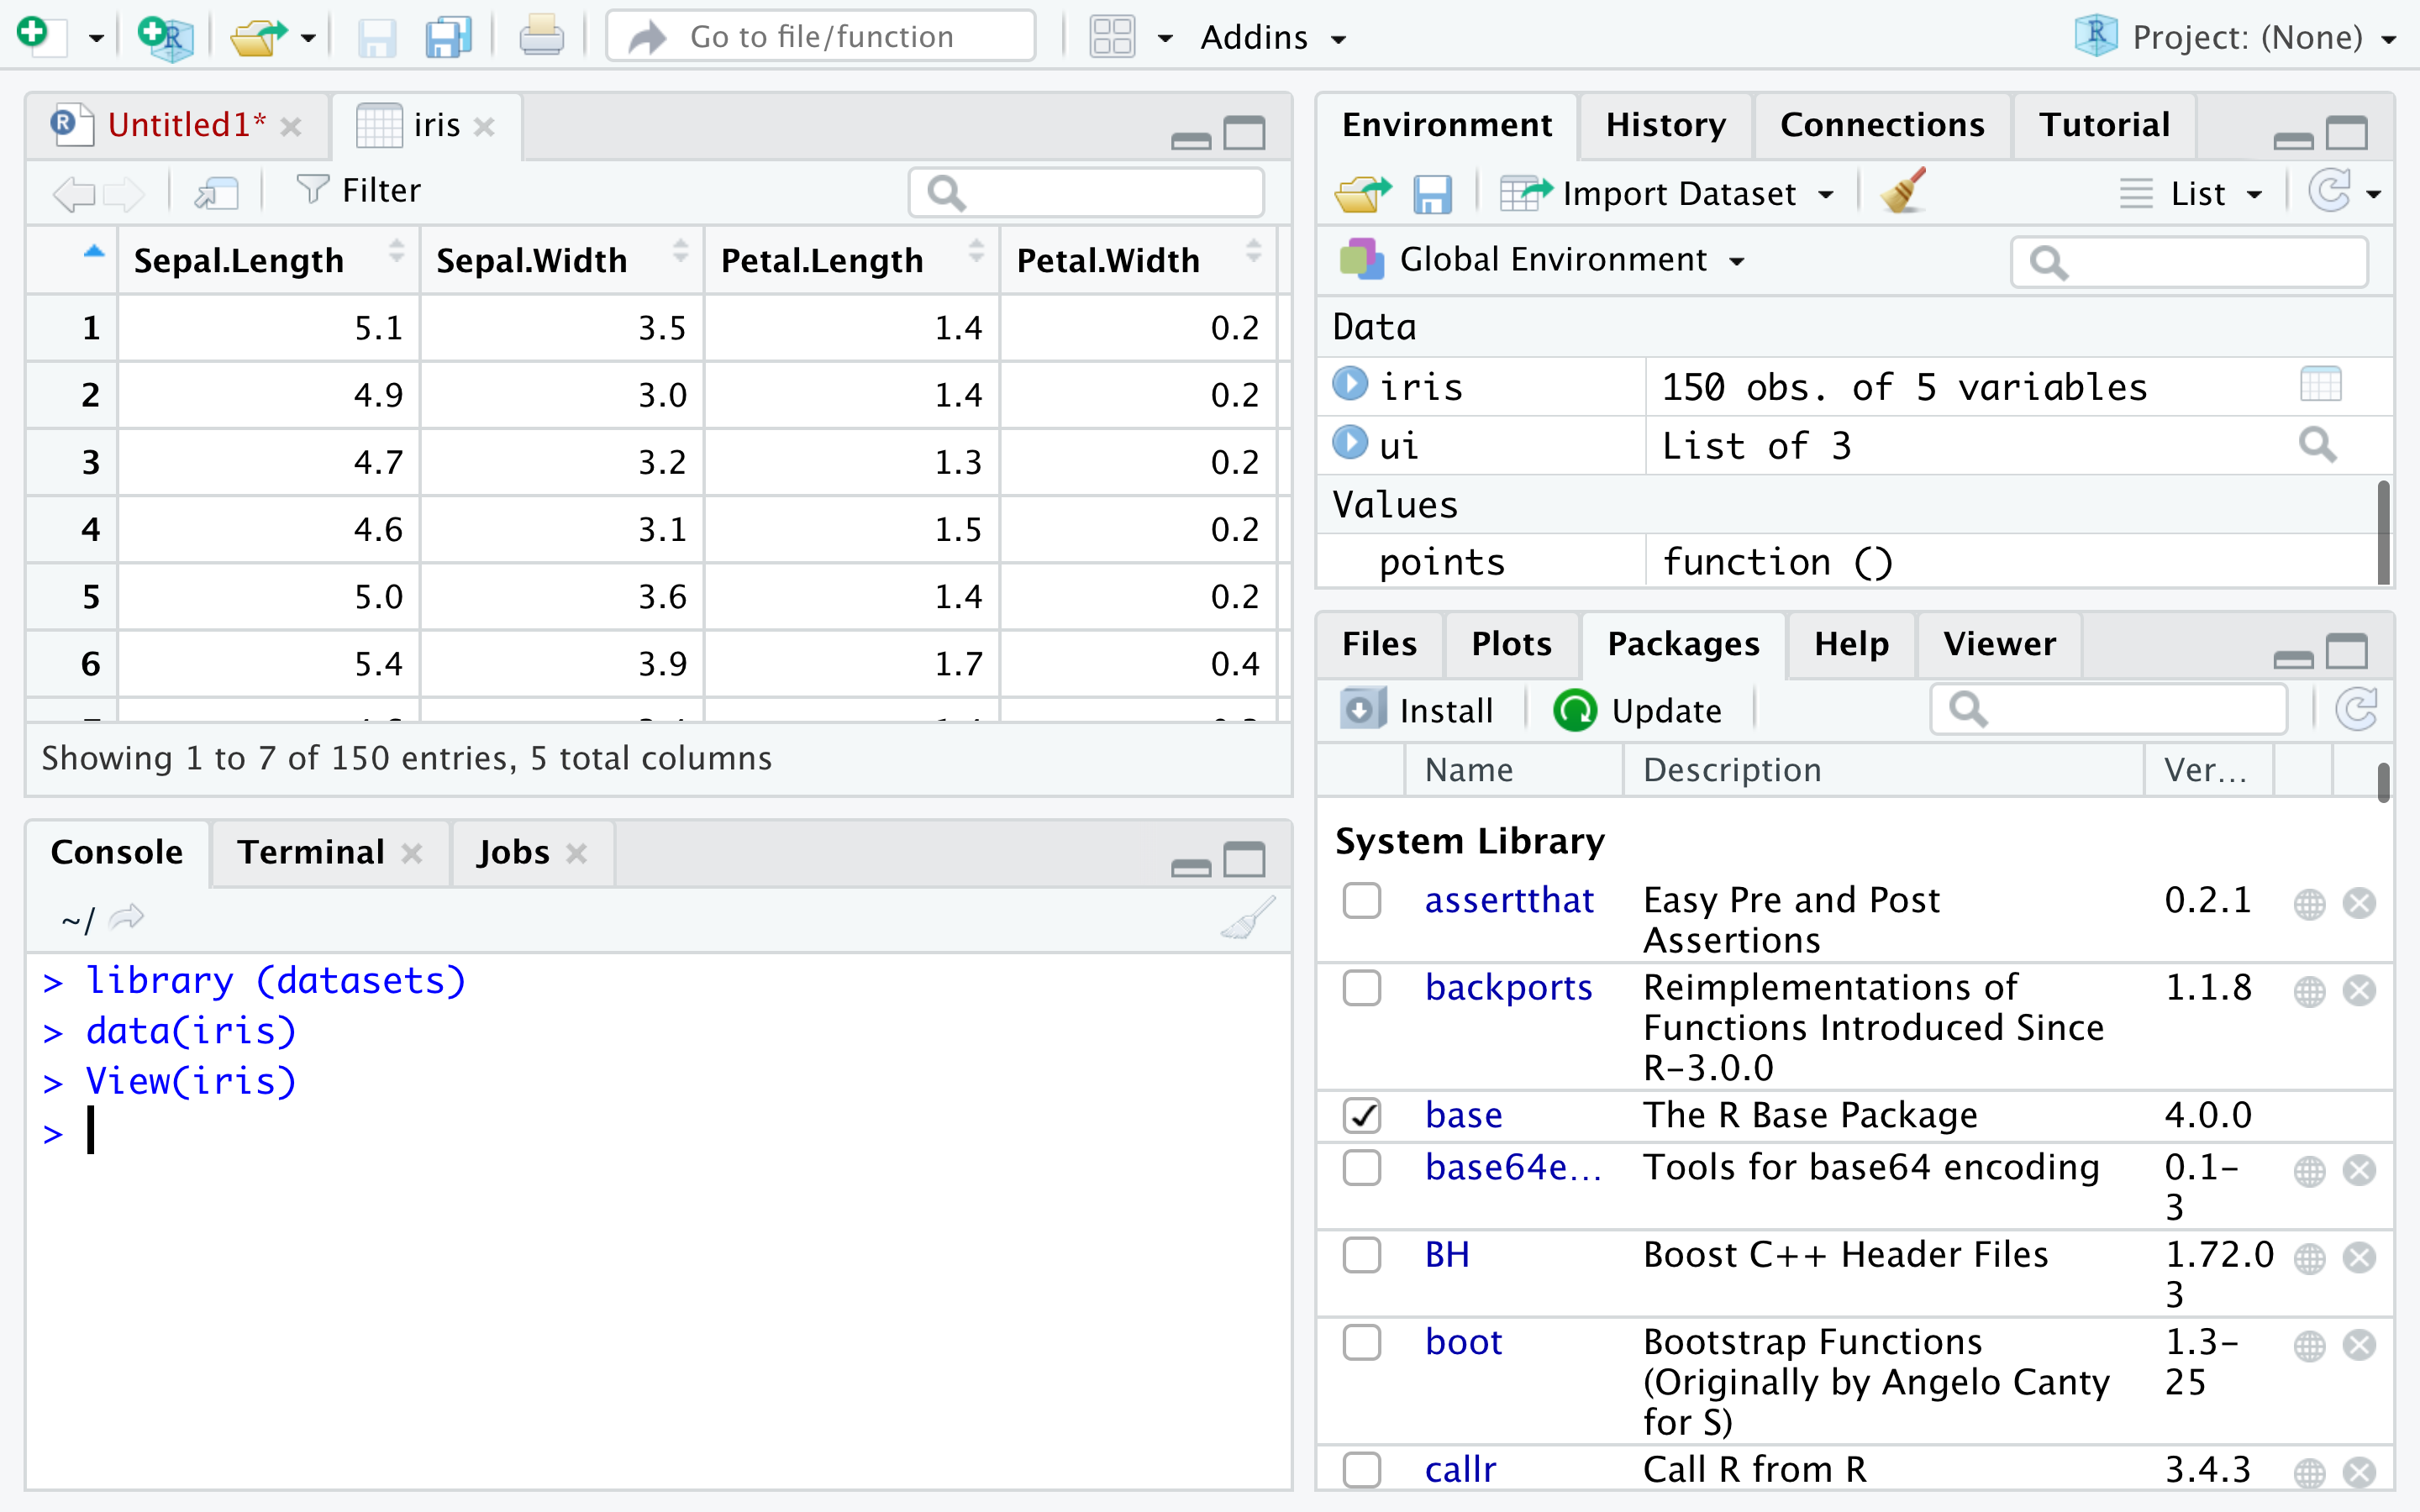 Go to file/function
Addins
Project: (None)
Untitled1*
iris
Filter
Sepal.Length Sepal.Width Petal.Length Petal.Width
1 5.1 3.5 1.4 0.2
2 4.9 3.0 1.4 0.2
3 4.7 3.2 1.3 0.2
4 4.6 3.1 1.5 0.2
5 5.0 3.6 1.4 0.2
6 5.4 3.9 1.7 0.4
Showing 1 to 7 of 150 entries, 5 total columns
Console Terminal Jobs
~/
> library (datasets)
> data(iris)
> View(iris)
>
Environment History Connections Tutorial
Import Dataset List
Global Environment
Data
iris 150 obs. of 5 variables
ui List of 3
Values
points function ()
Files Plots Packages Help Viewer
Install Update
Name Description Ver...
System Library
assertthat Easy Pre and Post 0.2.1
Assertions
backports Reimplementations of 1.1.8
Functions Introduced Since
R-3.0.0
base The R Base Package 4.0.0
base64e... Tools for base64 encoding 0.1-
3
BH Boost C++ Header Files 1.72.0
3
boot Bootstrap Functions 1.3-
(Originally by Angelo Canty 25
for S)
callr Call R from R 3.4.3